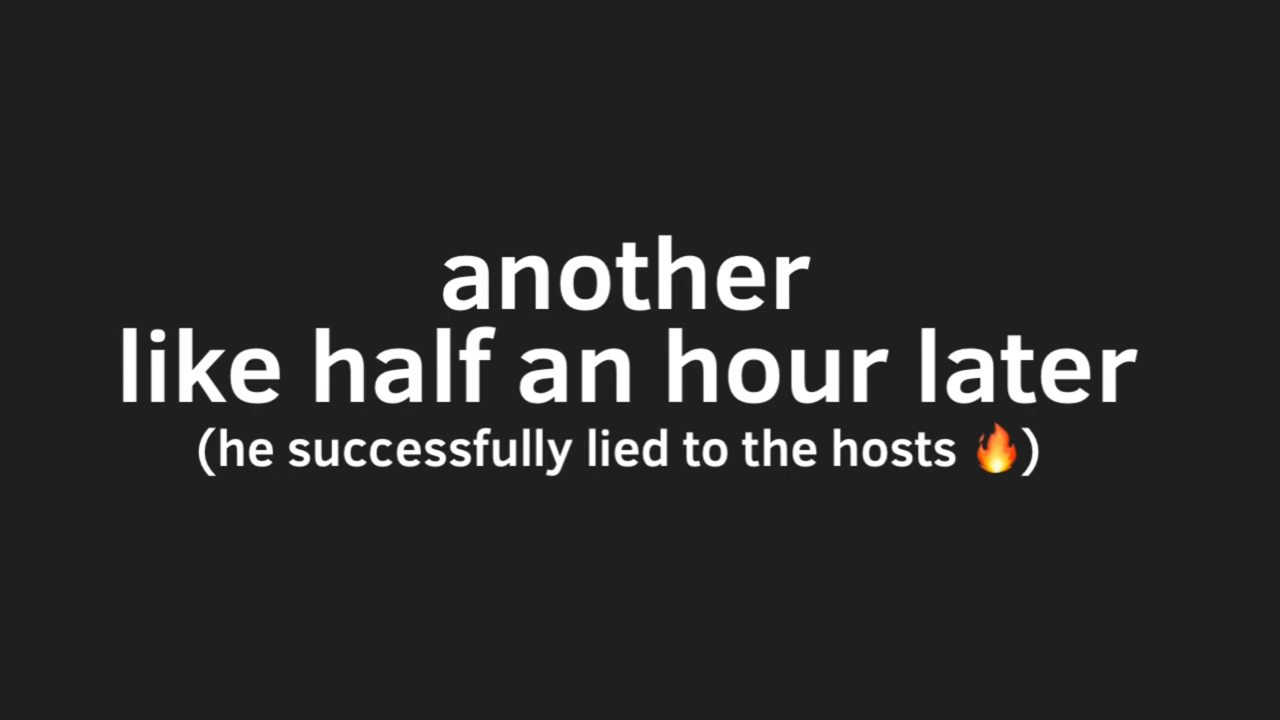 another
like half an hour later
(he successfully lied to the hosts 🔥)